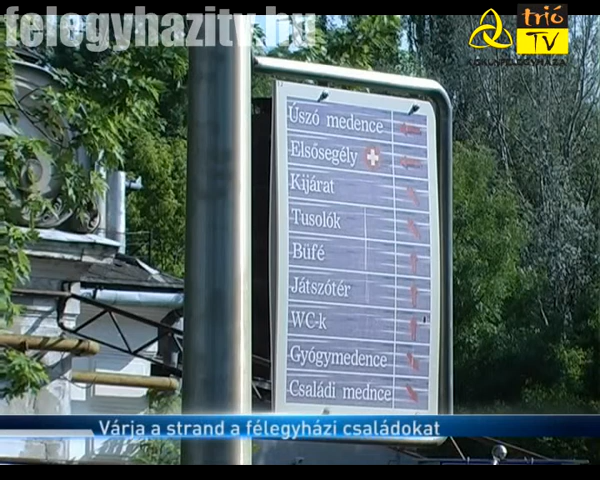 felegyhazitv.hu
trió
TV
KISKUNFÉLEGYHÁZA
Úszó medence
Elsősegély
Kijárat
Tusolók
Büfé
Játszótér
WC-k
Gyógymedence
Családi mednce
Várja a strand a félegyházi családokat